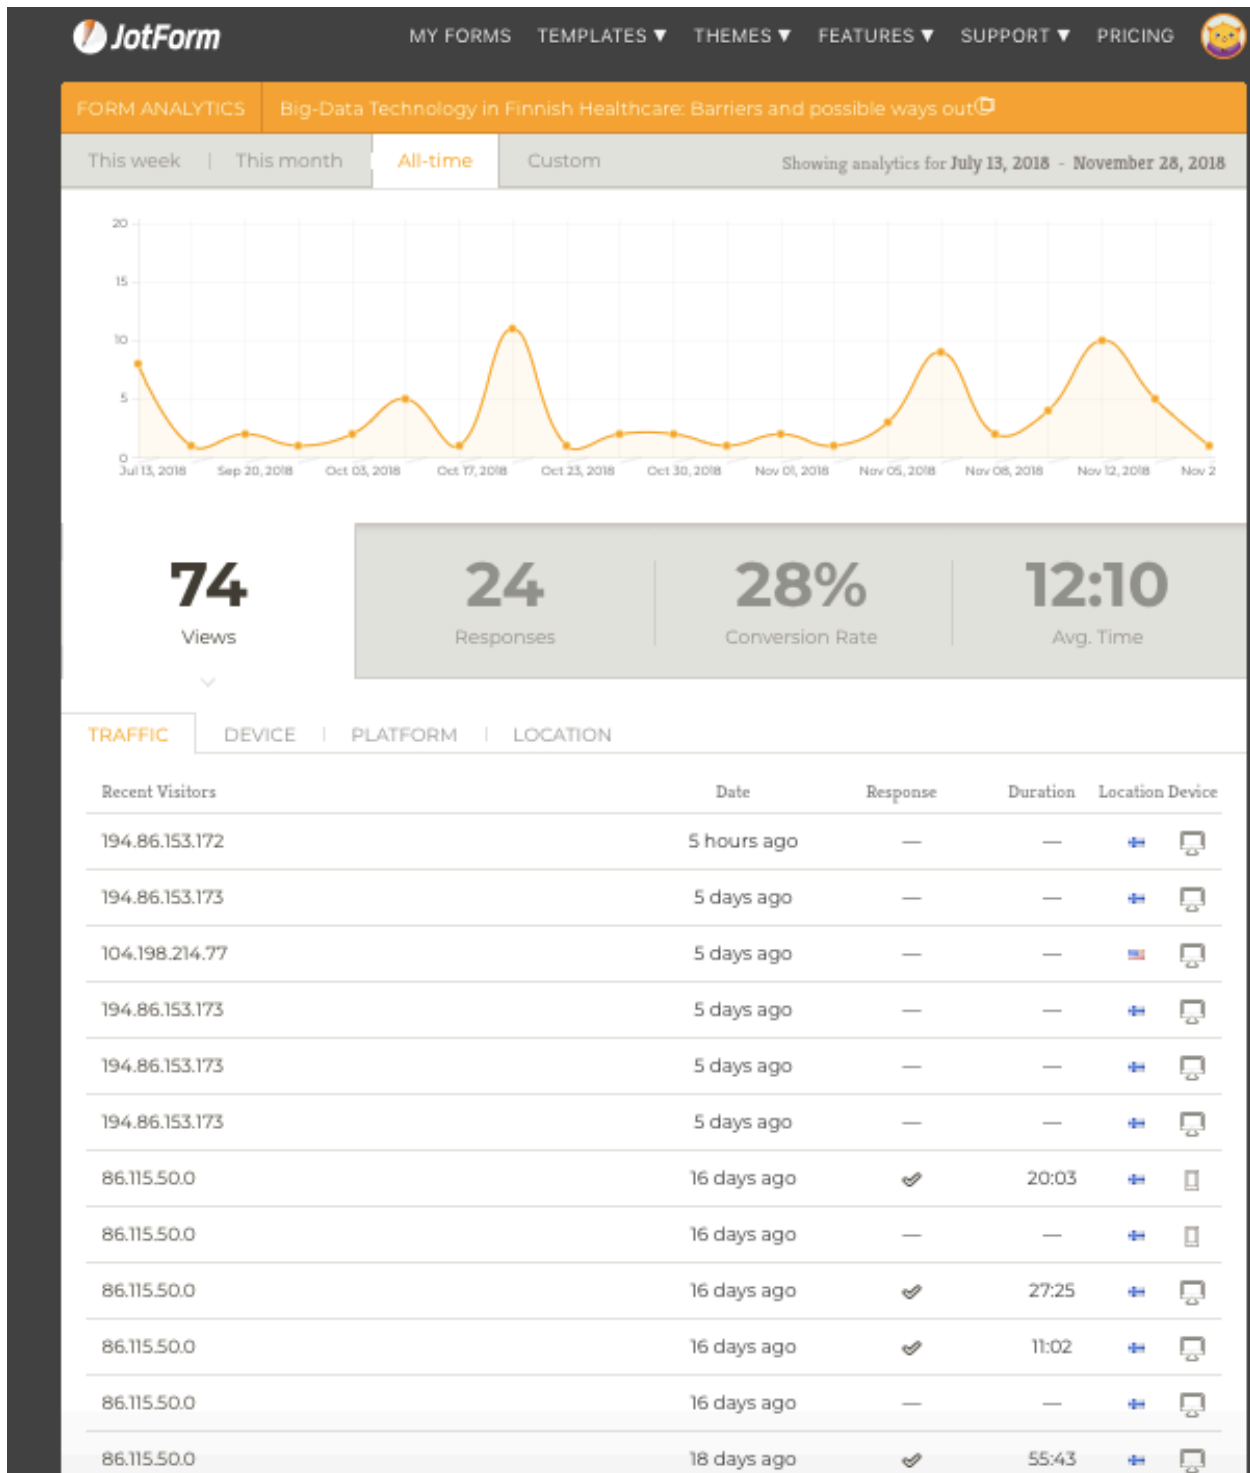 JotForm MY FORMS TEMPLATES ▼ THEMES ▼ FEATURES ▼ SUPPORT ▼ PRICING
FORM ANALYTICS Big-Data Technology in Finnish Healthcare: Barriers and possible ways out
This week | This month All-time Custom Showing analytics for July 13, 2018 - November 28, 2018
20
15
10
5
0
Jul 13, 2018 Sep 20, 2018 Oct 03, 2018 Oct 17, 2018 Oct 23, 2018 Oct 30, 2018 Nov 01, 2018 Nov 05, 2018 Nov 08, 2018 Nov 12, 2018 Nov 2
74 24 28% 12:10
Views Responses Conversion Rate Avg. Time
TRAFFIC DEVICE | PLATFORM | LOCATION
Recent Visitors Date Response Duration Location Device
194.86.153.172 5 hours ago — —
194.86.153.173 5 days ago — —
104.198.214.77 5 days ago — —
194.86.153.173 5 days ago — —
194.86.153.173 5 days ago — —
194.86.153.173 5 days ago — —
86.115.50.0 16 days ago 20:03
86.115.50.0 16 days ago — —
86.115.50.0 16 days ago 27:25
86.115.50.0 16 days ago 11:02
86.115.50.0 16 days ago — —
86.115.50.0 18 days ago 55:43